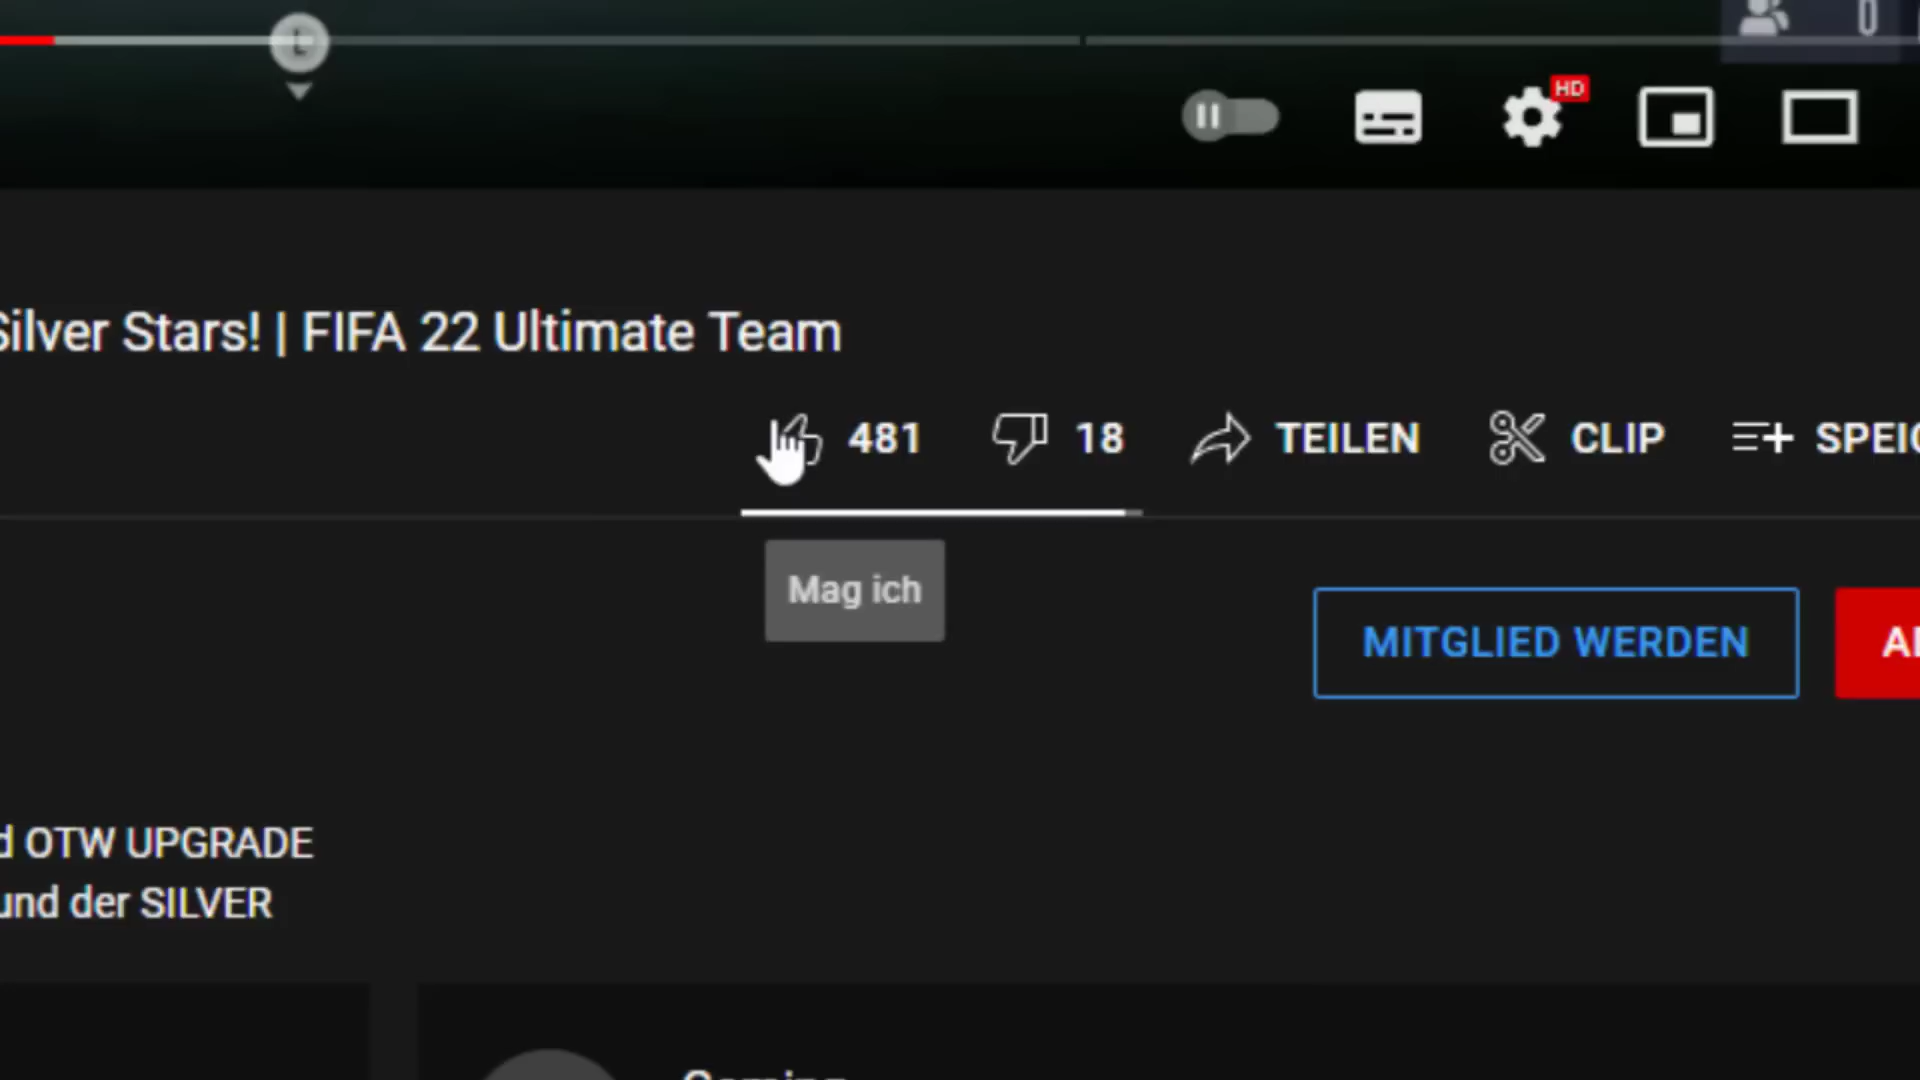 HD
Silver Stars! | FIFA 22 Ultimate Team
481 18 TEILEN CLIP
Mag ich
MITGLIED WERDEN
OTW UPGRADE
und der SILVER